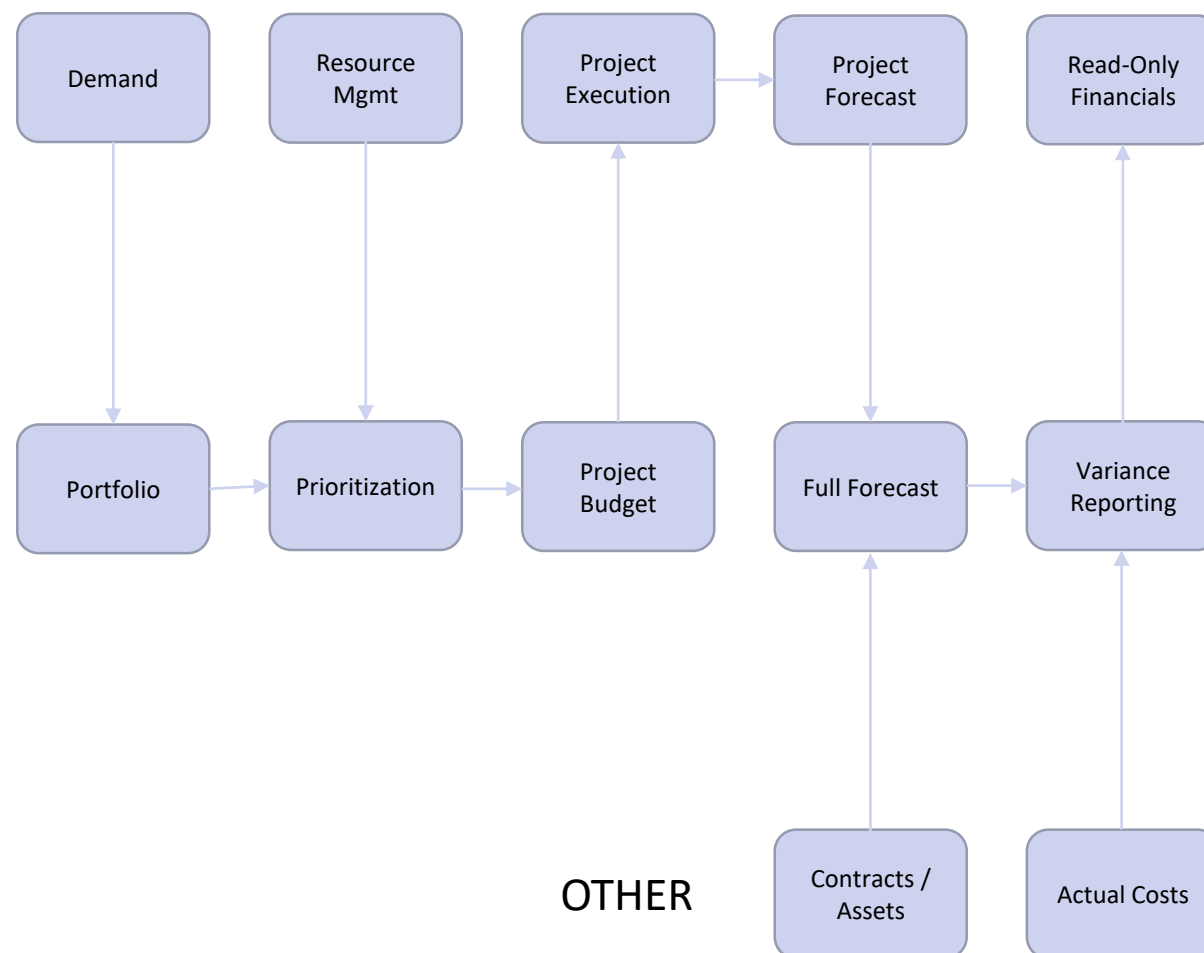 Demand
Resource
Mgmt
Project
Execution
Project
Forecast
Read-Only
Financials
Portfolio
Prioritization
Project
Budget
Full Forecast
Variance
Reporting
OTHER
Contracts /
Assets
Actual Costs